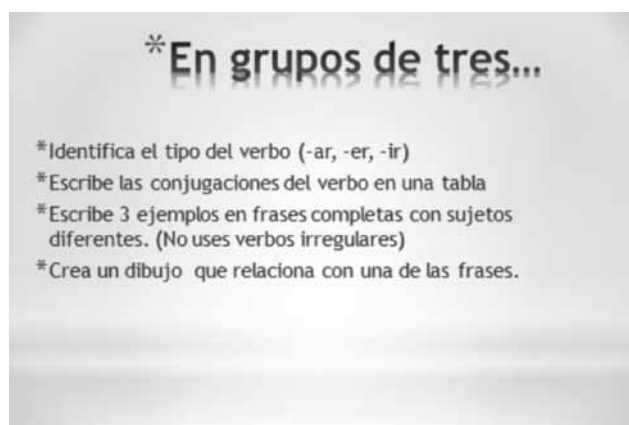 *En grupos de tres...
*Identifica el tipo del verbo (-ar, -er, -ir)
*Escribe las conjugaciones del verbo en una tabla
*Escribe 3 ejemplos en frases completas con sujetos
diferentes. (No uses verbos irregulares)
*Crea un dibujo que relaciona con una de las frases.